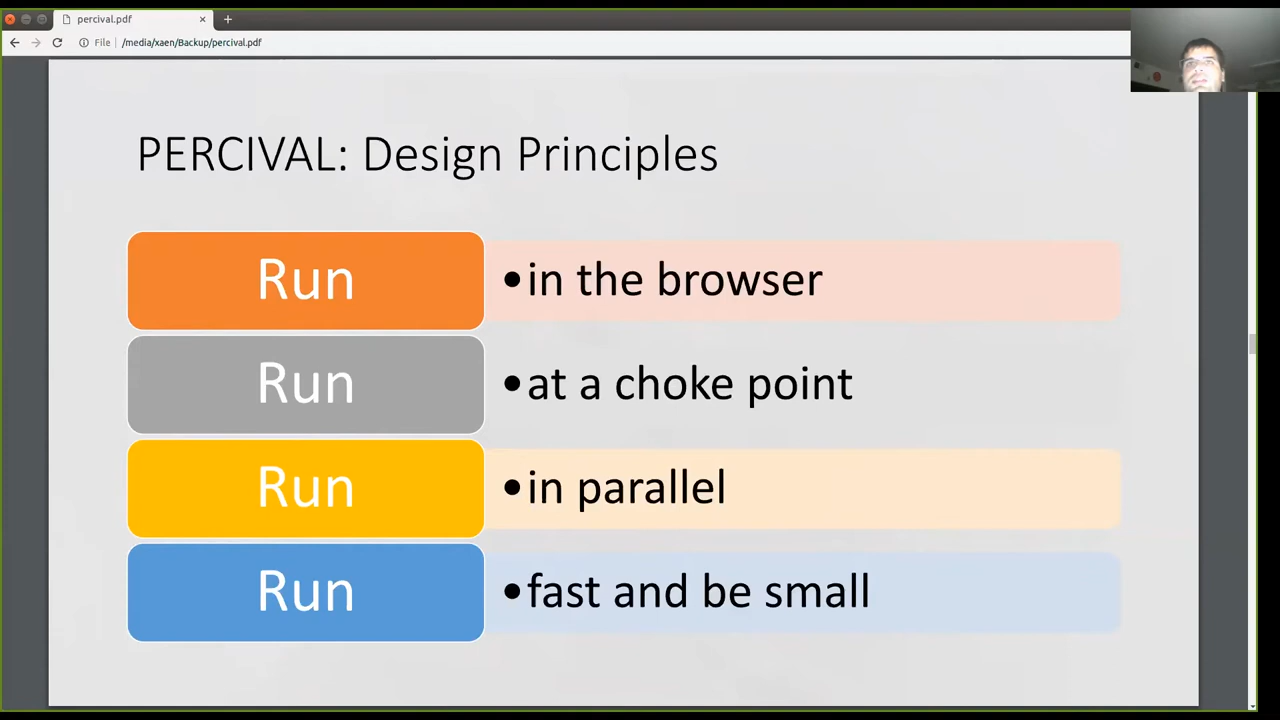 percival.pdf
File
/media/xaen/Backup/percival.pdf
PERCIVAL: Design Principles
Run
•in the browser
Run
•at a choke point
Run
•in parallel
Run
•fast and be small